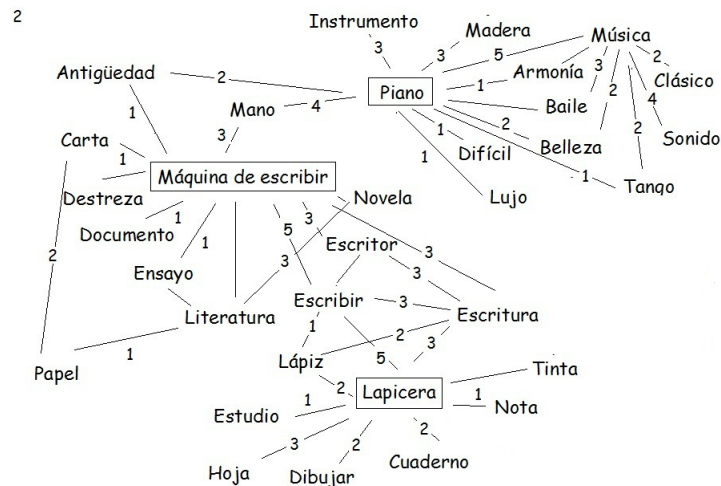 2
Instrumento
Madera
Música
3
3
5
2
Antigüedad
2
Piano
1
Armonía
3
Clásico
1
Mano
4
Baile
2
4
3
1
2
Belleza
2
Sonido
Carta
1
Difícil
Máquina de escribir
1
1
Tango
Destreza
Novela
Lujo
1
5
3
Documento
1
Escritor
3
2
Ensayo
3
3
Escribir
3
Literatura
1
2
Escritura
1
3
Papel
Lápiz
5
Tinta
2
Lapicera
1
Estudio
1
Nota
3
2
2
Hoja
Dibujar
Cuaderno